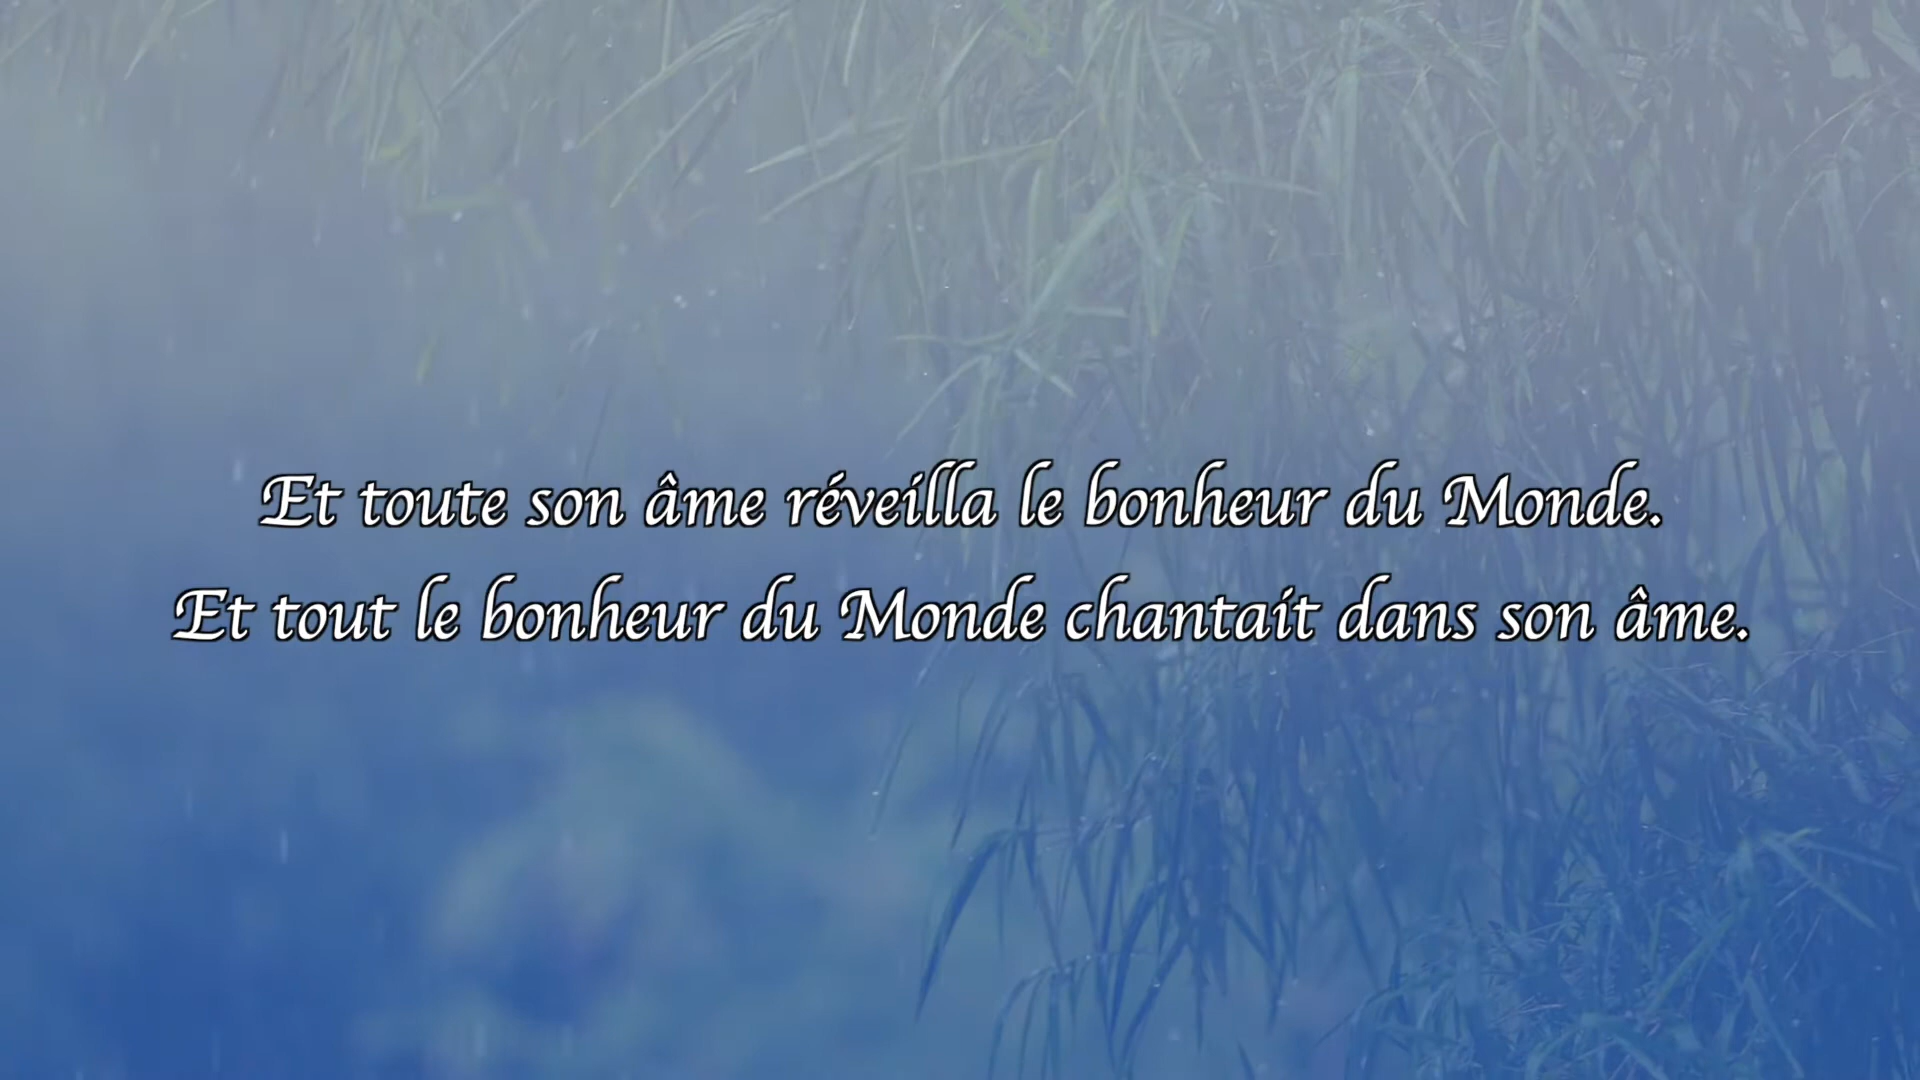 Et toute son âme réveilla le bonheur du Monde.
Et tout le bonheur du Monde chantait dans son âme.